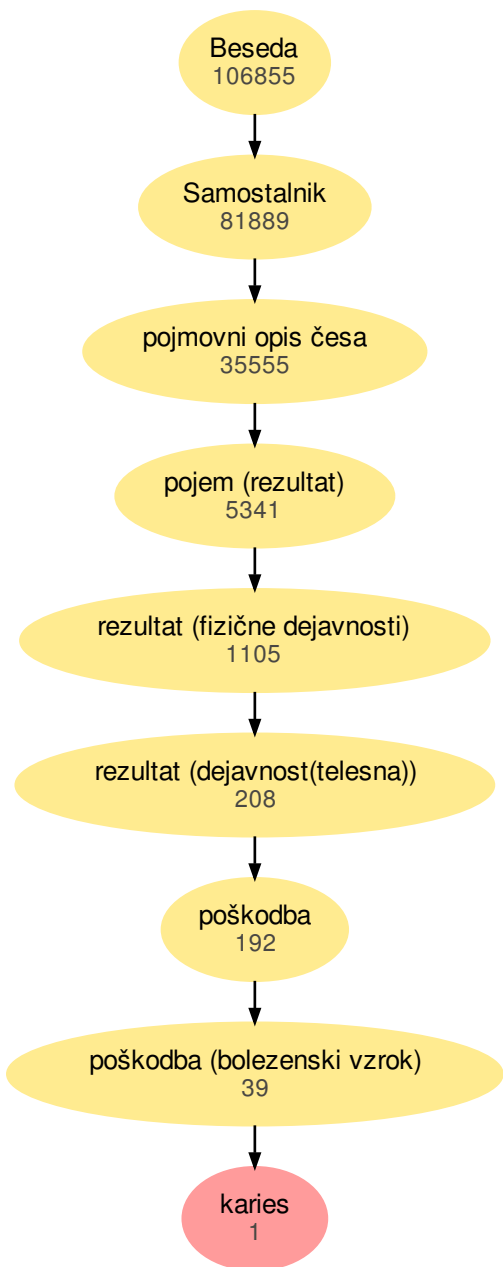 Beseda
106855
Samostalnik
81889
pojmovni opis česa
35555
pojem (rezultat)
5341
rezultat (fizične dejavnosti)
1105
rezultat (dejavnost(telesna))
208
poškodba
192
poškodba (bolezenski vzrok)
39
karies
1